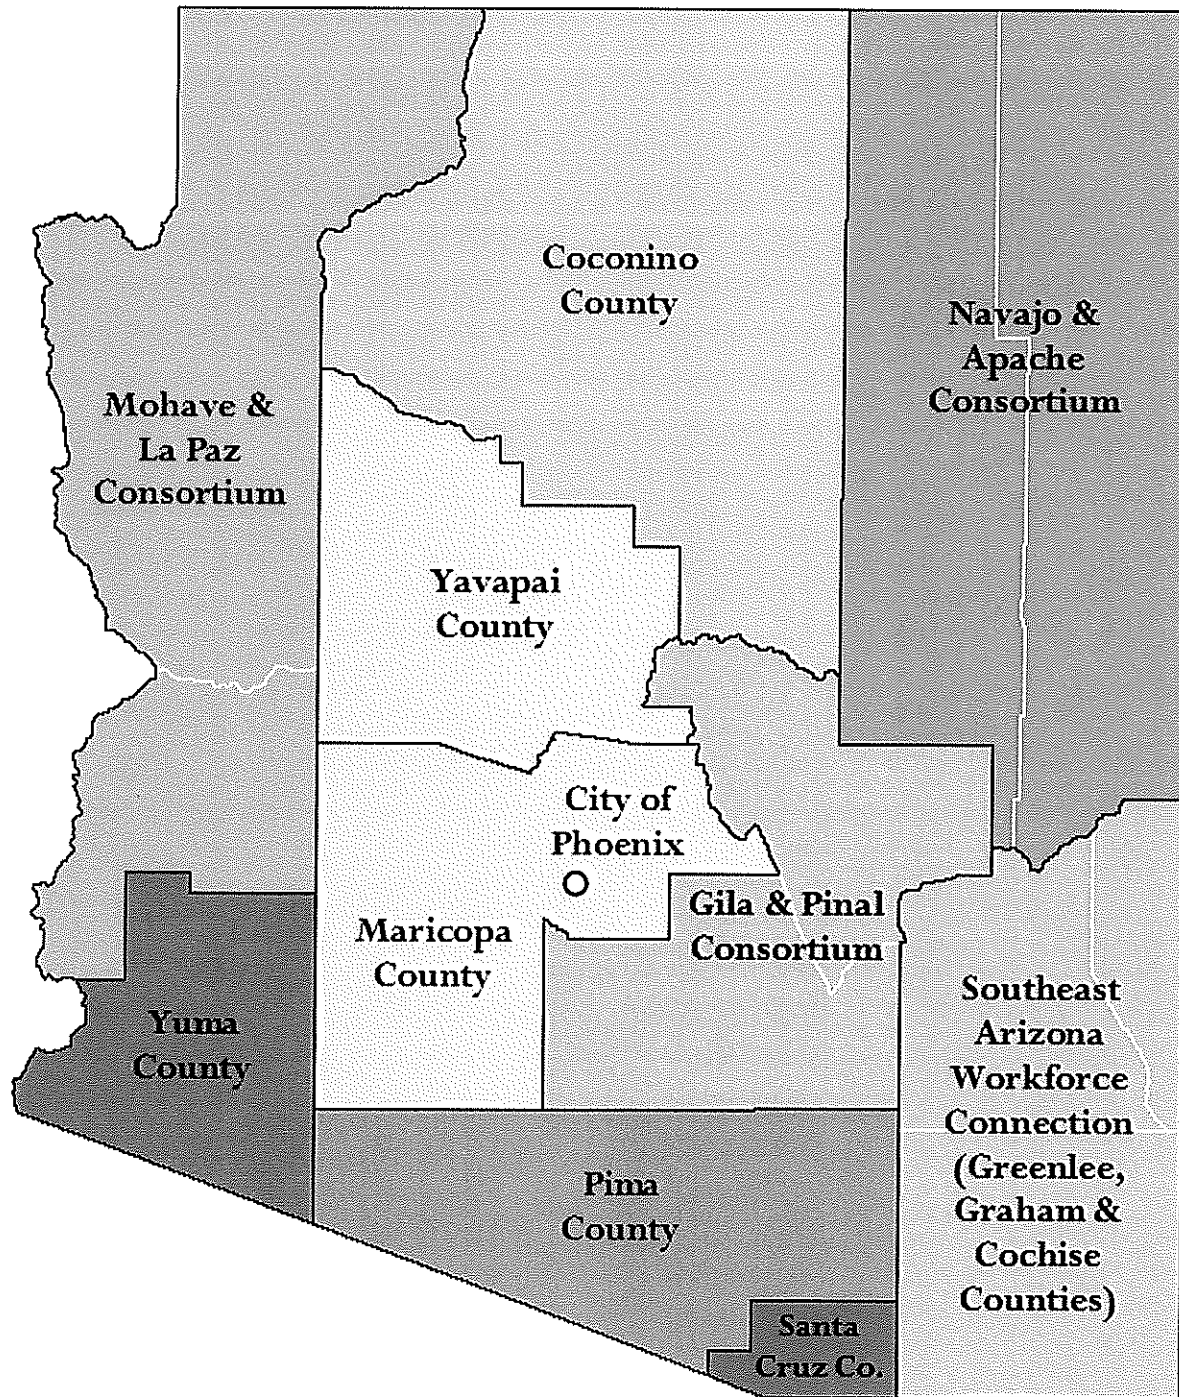 Coconino
County
Navajo &
Apache
Consortium
Mohave &
La Paz
Consortium
Yavapai
County
City of
Phoenix
Maricopa
County
Gila & Pinal
Consortium
Yuma
County
Southeast
Arizona
Workforce
Connection
(Greenlee,
Graham &
Cochise
Counties)
Pima
County
Santa
Cruz Co.